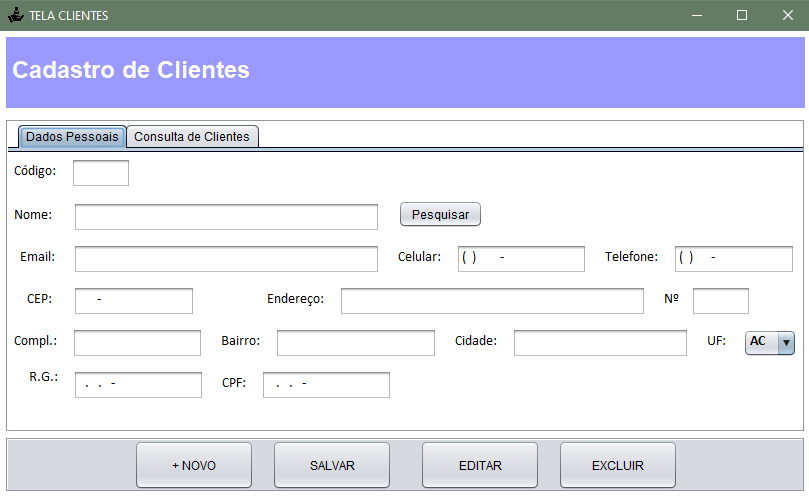 TELA CLIENTES
Cadastro de Clientes
Dados Pessoais Consulta de Clientes
Código:
Nome: Pesquisar
Email: Celular: ( ) - Telefone: ( ) -
CEP: - Endereço: Nº
Compl.: Bairro: Cidade: UF: AC
R.G.: . . - CPF: . . -
+ NOVO SALVAR EDITAR EXCLUIR